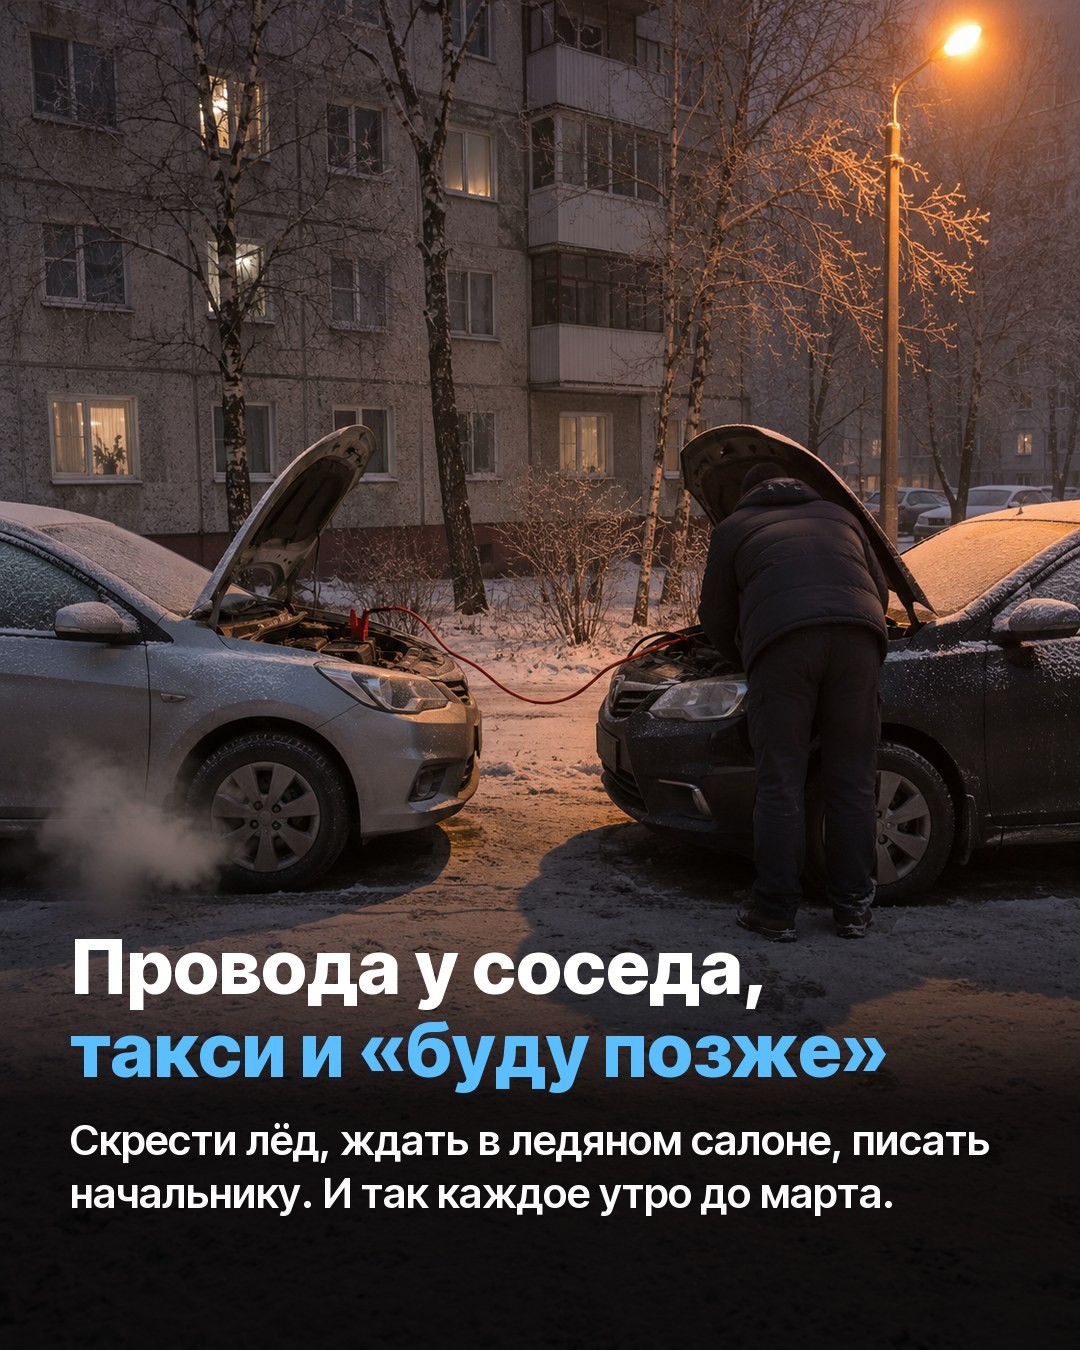 Провода у соседа,
такси и «буду позже»
Скрести лёд, ждать в ледяном салоне, писать
начальнику. И так каждое утро до марта.